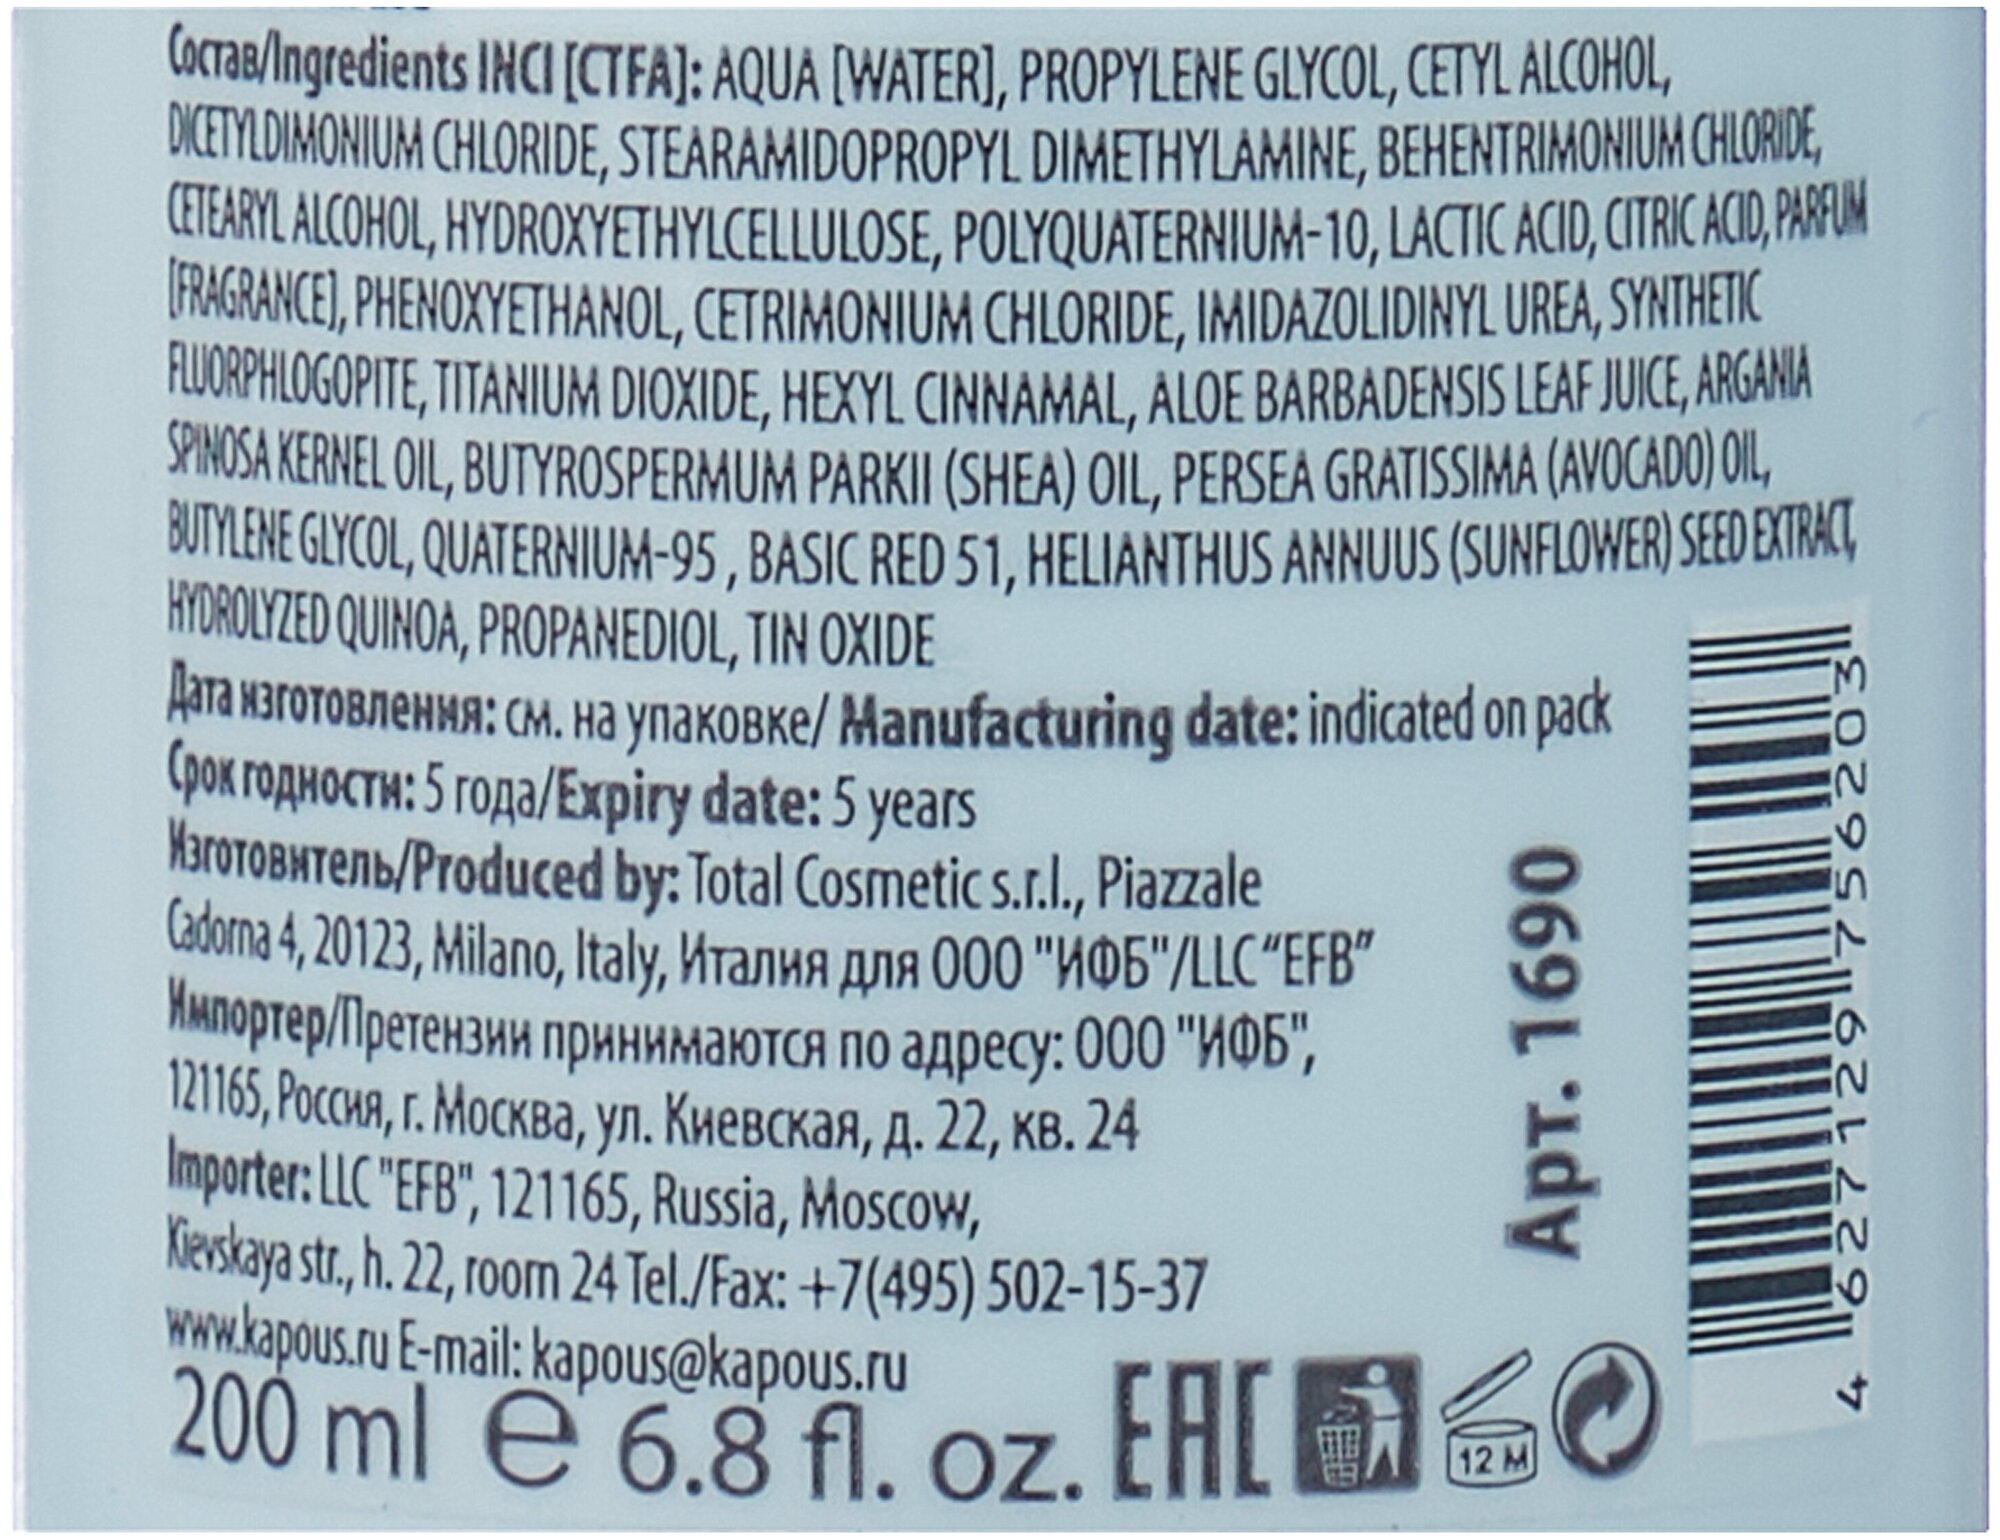 Состав/Ingredients INCI [CTFA]: AQUA [WATER], PROPYLENE GLYCOL, CETYL ALCOHOL,
DICETYLDIMONIUM CHLORIDE, STEARAMIDOPROPYL DIMETHYLAMINE, BEHENTRIMONIUM CHLORIDE,
CETEARYL ALCOHOL, HYDROXYETHYLCELLULOSE, POLYQUATERNIUM-10, LACTIC ACID, CITRIC ACID, PARFUM
[FRAGRANCE], PHENOXYETHANOL, CETRIMONIUM CHLORIDE, IMIDAZOLIDINYL UREA, SYNTHETIC
FLUORPHLOGOPITE, TITANIUM DIOXIDE, HEXYL CINNAMAL, ALOE BARBADENSIS LEAF JUICE, ARGANIA
SPINOSA KERNEL OIL, BUTYROSPERMUM PARKII (SHEA) OIL, PERSEA GRATISSIMA (AVOCADO) OIL,
BUTYLENE GLYCOL, QUATERNIUM-95 , BASIC RED 51, HELIANTHUS ANNUUS (SUNFLOWER) SEED EXTRACT,
HYDROLYZED QUINOA, PROPANEDIOL, TIN OXIDE
Дата изготовления: см. на упаковке/ Manufacturing date: indicated on pack
Срок годности: 5 года/Expiry date: 5 years
Изготовитель/Produced by: Total Cosmetic s.r.l., Piazzale
Cadorna 4, 20123, Milano, Italy, Италия для ООО "ИФБ"/LLC “EFB”
Импортер/Претензии принимаются по адресу: ООО "ИФБ",
121165, Россия, г. Москва, ул. Киевская, д. 22, кв. 24
Importer: LLC "EFB", 121165, Russia, Moscow,
Kievskaya str., h. 22, room 24 Tel./Fax: +7(495) 502-15-37
www.kapous.ru E-mail: kapous@kapous.ru
200 ml e 6.8 fl. oz. EAC
12 M
Арт. 1690
4 627129 756203